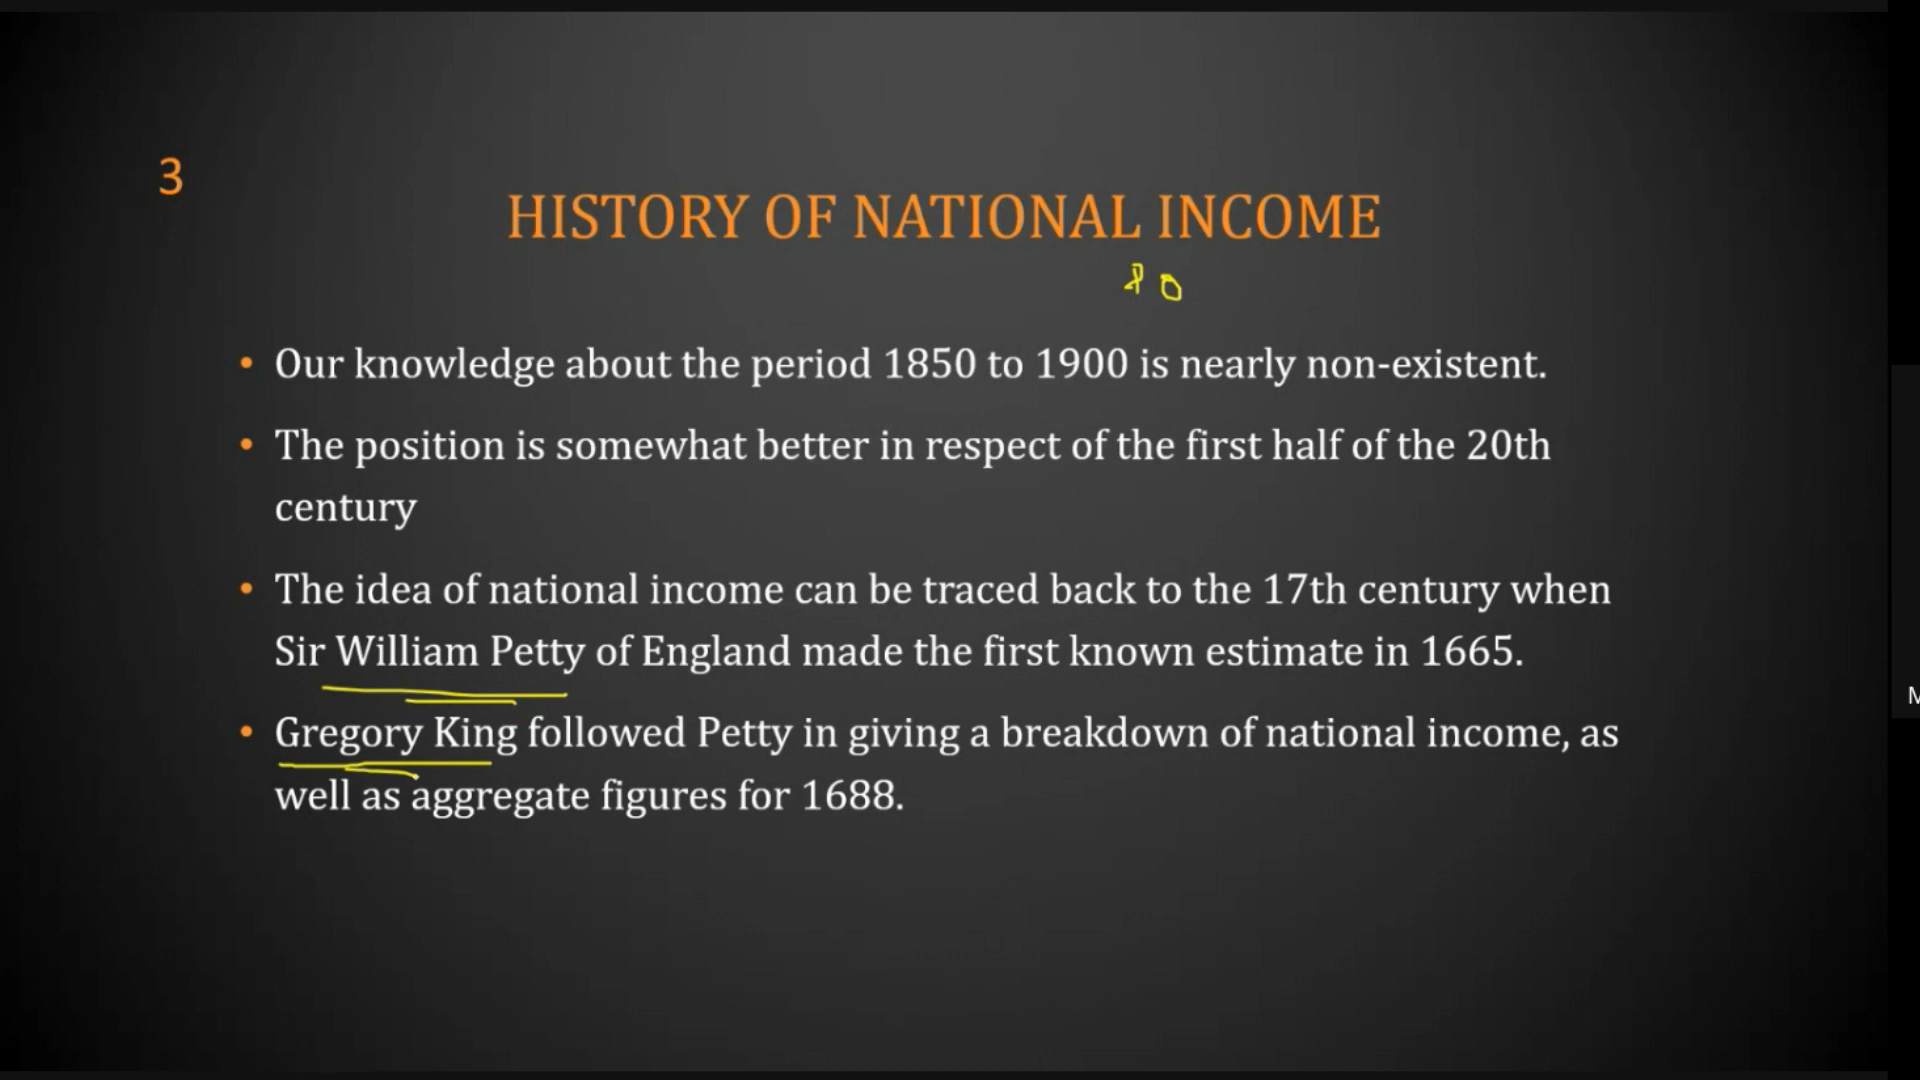 3
HISTORY OF NATIONAL INCOME
• Our knowledge about the period 1850 to 1900 is nearly non-existent.
• The position is somewhat better in respect of the first half of the 20th
century
• The idea of national income can be traced back to the 17th century when
Sir William Petty of England made the first known estimate in 1665.
• Gregory King followed Petty in giving a breakdown of national income, as
well as aggregate figures for 1688.
M